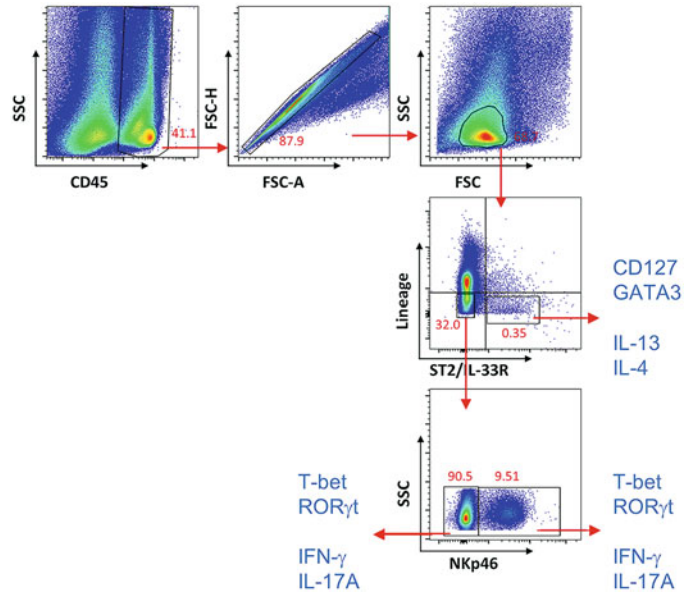 SSC
41.1
CD45
FSC-H
87.9
FSC-A
SSC
FSC
Lineage
32.0
0.35
ST2/IL-33R
CD127
GATA3
IL-13
IL-4
SSC
90.5
9.51
NKp46
T-bet
RORγt
IFN-γ
IL-17A
T-bet
RORγt
IFN-γ
IL-17A